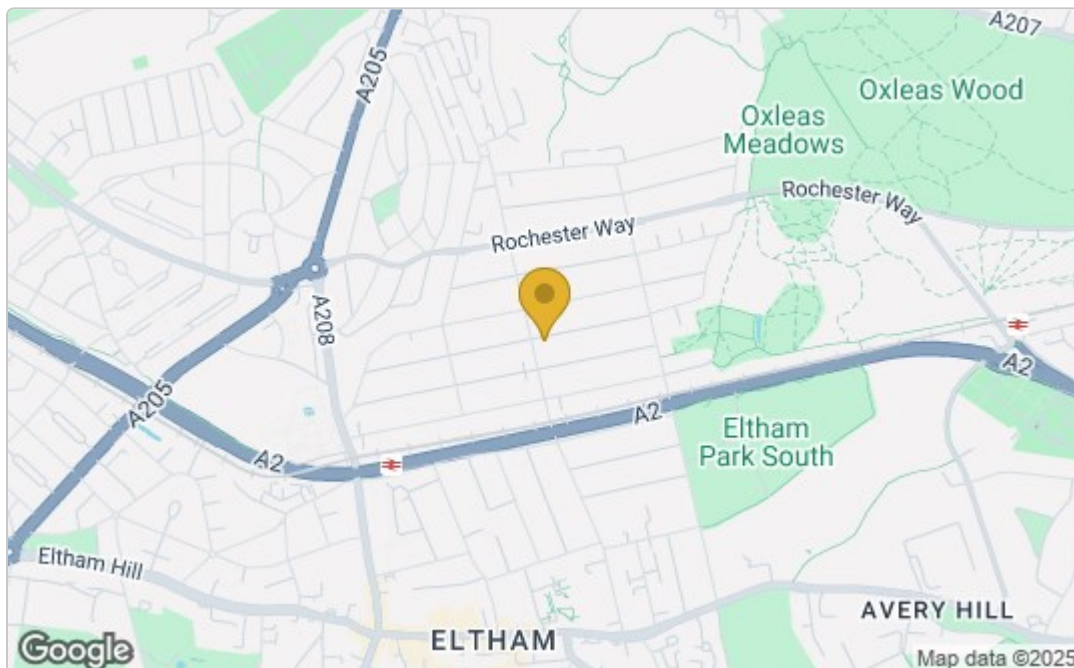 A207
A205
Oxleas Wood
Oxleas
Meadows
Rochester Way
Rochester Way
A208
A205
A2
A2
A2
Eltham
Park South
Eltham Hill
ELTHAM
AVERY HILL
Google
Map data ©2025